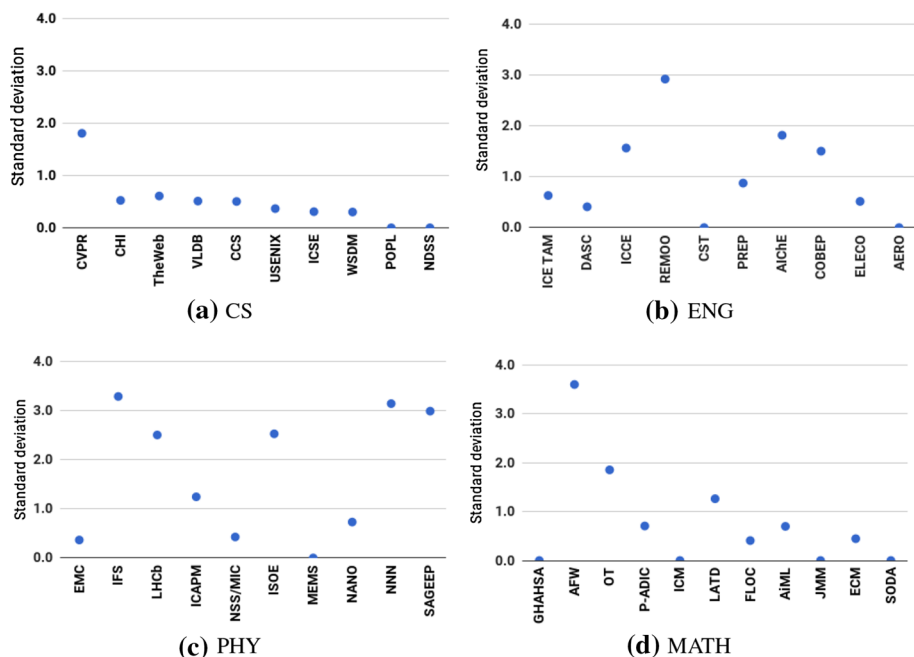 4.0
3.0
2.0
1.0
0.0
Standard deviation
CVPR
CHI
TheWeb
VLDB
CCS
USENIX
ICSE
WSDM
POPL
NDSS
(a) CS
4.0
3.0
2.0
1.0
0.0
Standard deviation
ICE TAM
DASC
ICCE
REMOO
CST
PREP
AIChE
COBEP
ELECO
AERO
(b) ENG
4.0
3.0
2.0
1.0
0.0
Standard deviation
EMC
IFS
LHCb
ICAPM
NSS/MIC
ISOE
MEMS
NANO
NNN
SAGEEP
(c) PHY
4.0
3.0
2.0
1.0
0.0
Standard deviation
GHAHSA
AFW
OT
P-ADIC
ICM
LATD
FLOC
AiML
JMM
ECM
SODA
(d) MATH